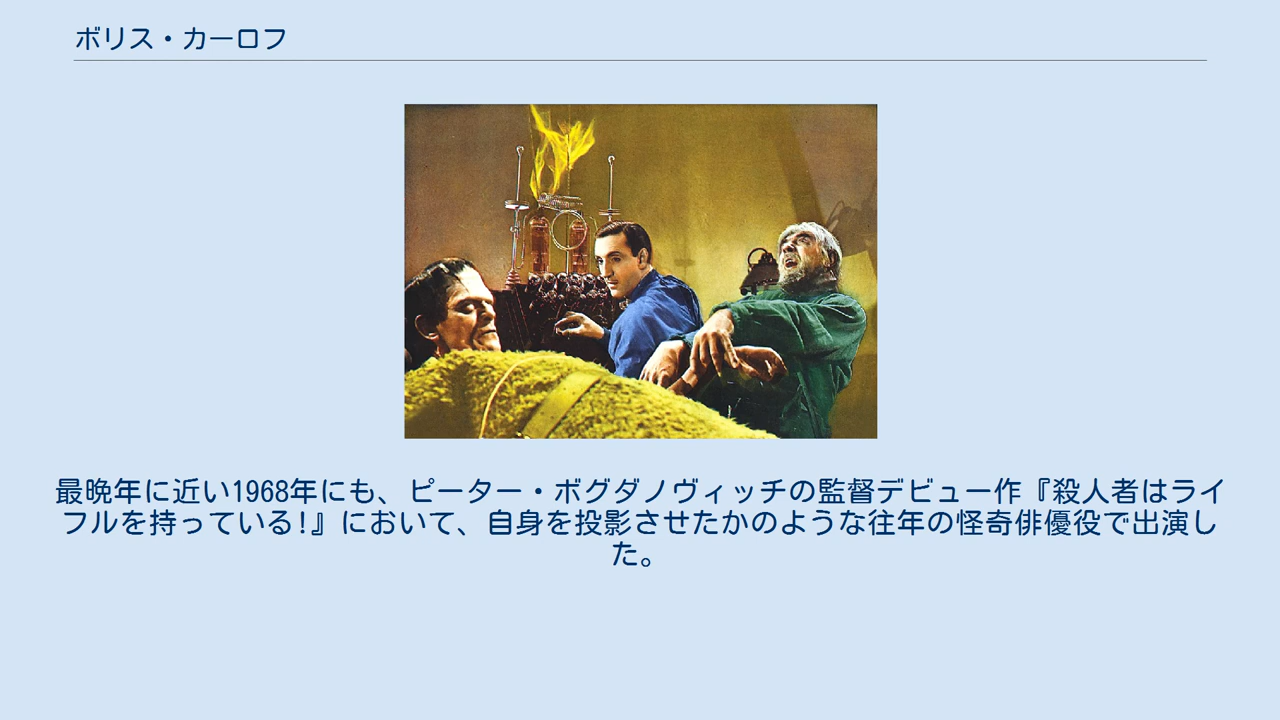 ボリス・カーロフ
最晩年に近い1968年にも、ピーター・ボグダノヴィッチの監督デビュー作『殺人者はライ
フルを持っている!』において、自身を投影させたかのような往年の怪奇俳優役で出演し
た。